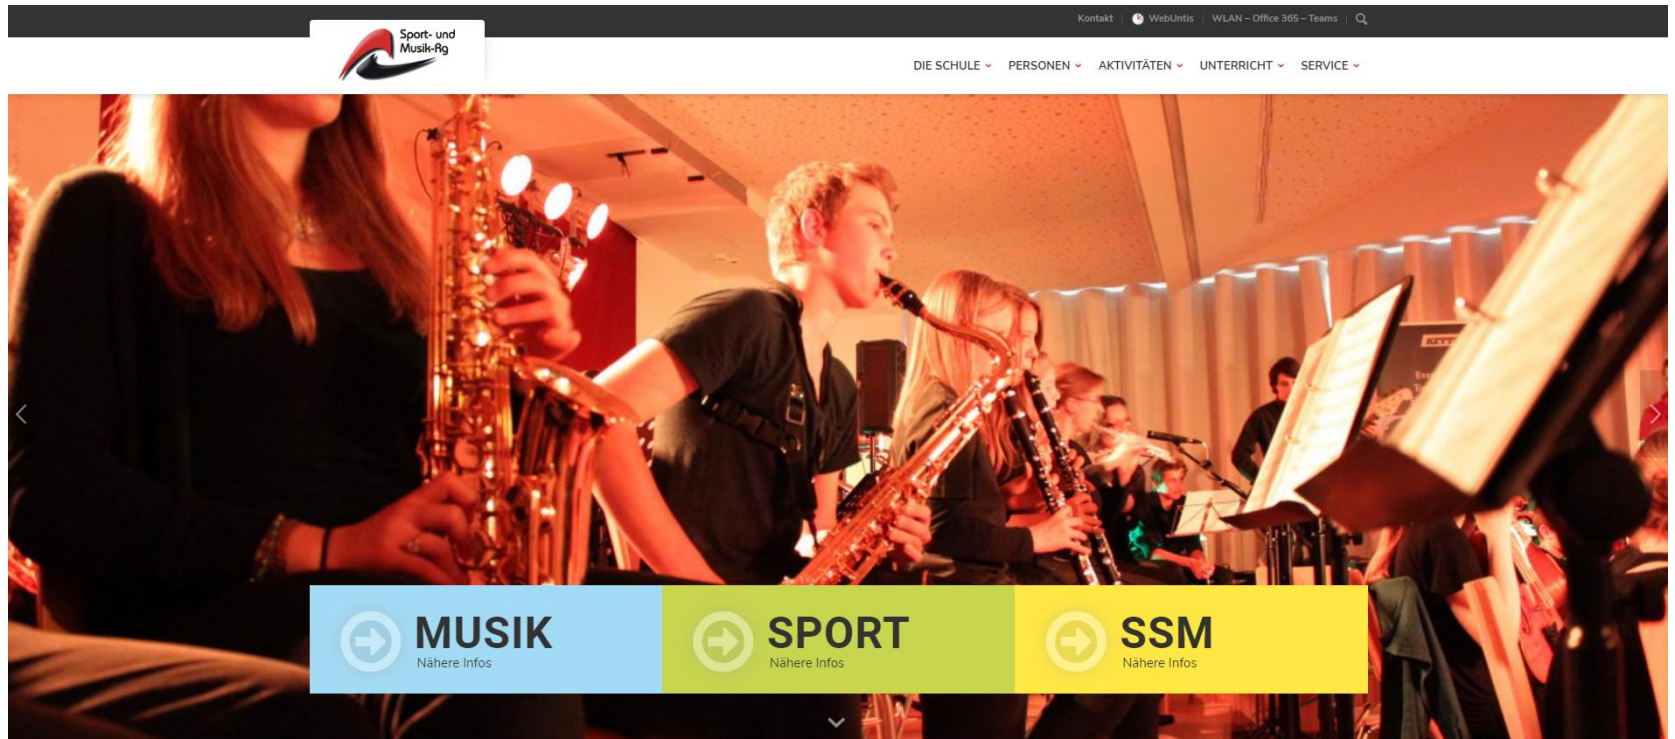 Kontakt
WebUntis
WLAN – Office 365 – Teams
Sport- und
Musik-Rg
DIE SCHULE
PERSONEN
AKTIVITÄTEN
UNTERRICHT
SERVICE
MUSIK
Nähere Infos
SPORT
Nähere Infos
SSM
Nähere Infos